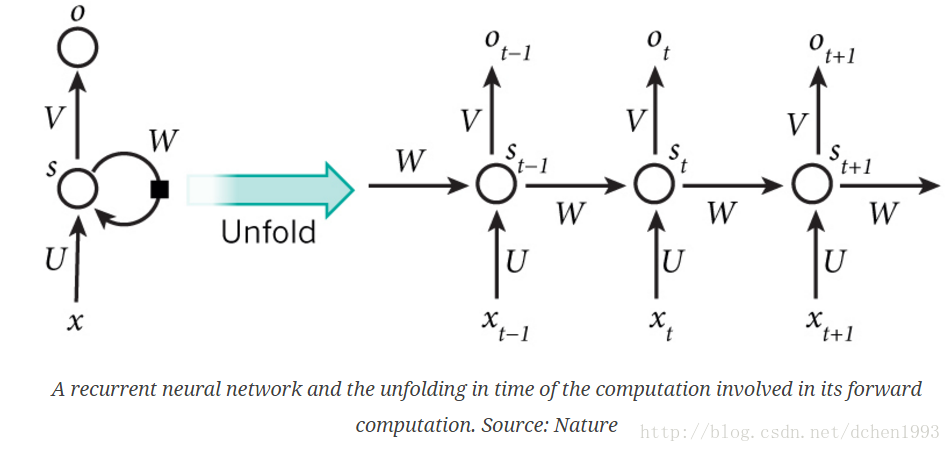 o
V
W
s
U
x
Unfold
o t-1
o t
o t+1
V
V
V
W
s t-1
s t
s t+1
W
W
W
U
U
U
x t-1
x t
x t+1
A recurrent neural network and the unfolding in time of the computation involved in its forward
computation. Source: Nature
http://blog.csdn.net/dchen1993